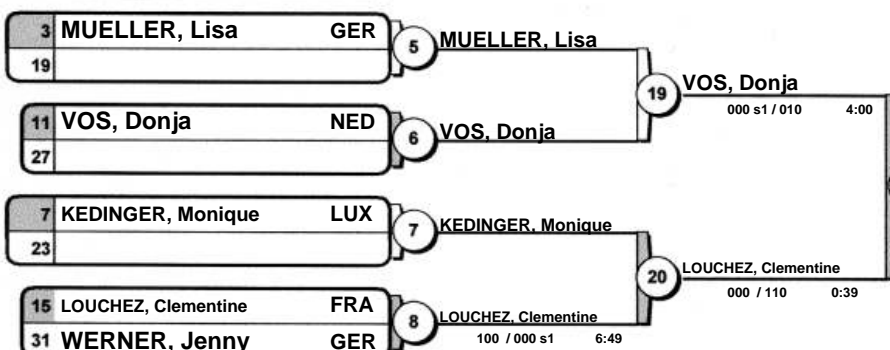 3 MUELLER, Lisa GER
19
5 MUELLER, Lisa
11 VOS, Donja NED
27
6 VOS, Donja
19 VOS, Donja
000 s1 / 010 4:00
7 KEDINGER, Monique LUX
23
7 KEDINGER, Monique
15 LOUCHEZ, Clementine FRA
31 WERNER, Jenny GER
8 LOUCHEZ, Clementine
100 / 000 s1 6:49
20 LOUCHEZ, Clementine
000 / 110 0:39